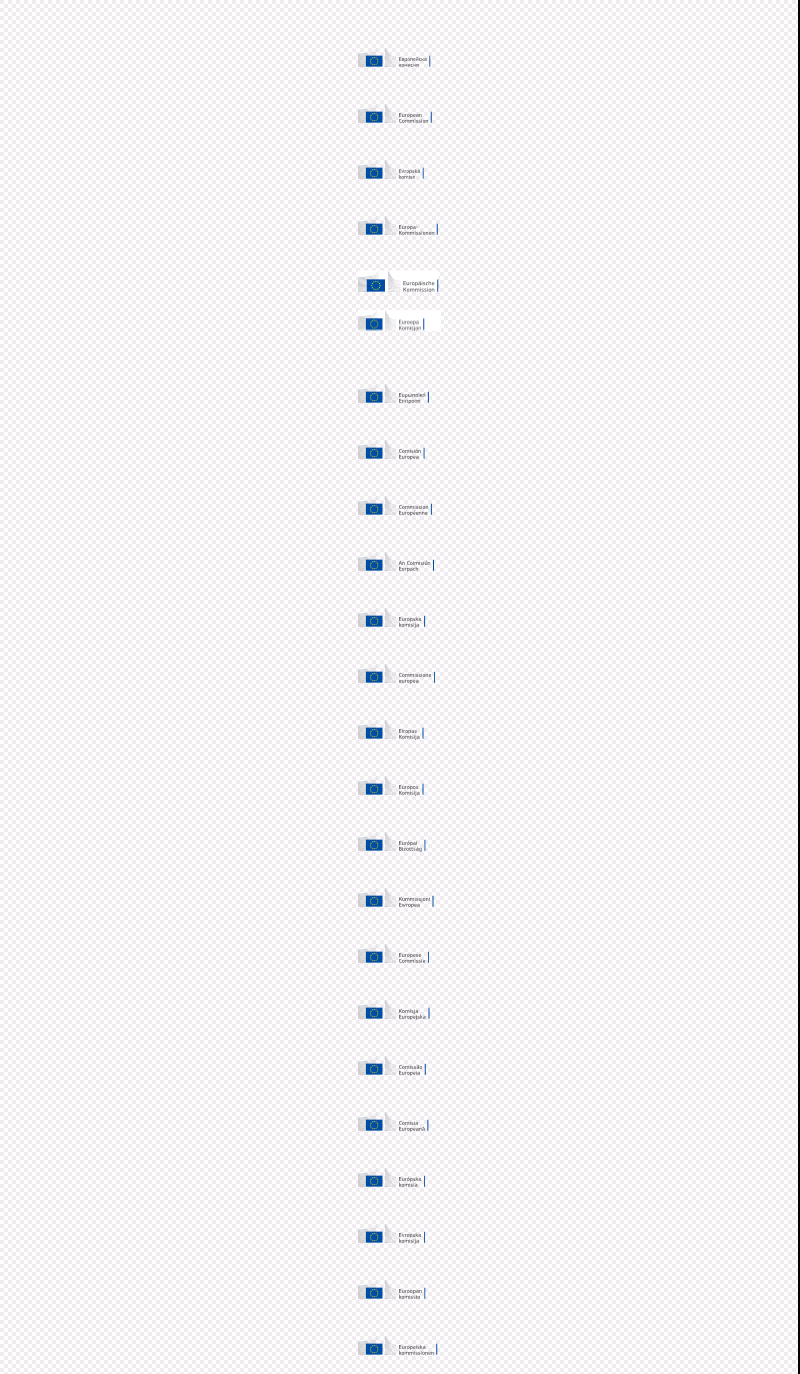 Европейска
комисия
European
Commission
Evropská
komise
Europa-
Kommissionen
Europäische
Kommission
Euroopa
Komisjon
Comisión
Europea
Commission
Européenne
An Coimisiún
Eorpach
Europska
komisija
Commissione
europea
Eiropas
Komisija
Europos
Komisija
Európai
Bizottság
Kummissjoni
Ewropea
Europese
Commissie
Komisja
Europejska
Comissão
Europeia
Comisia
Europeană
Európska
komisia
Evropska
komisija
Euroopan
komissio
Europeiska
kommissionen